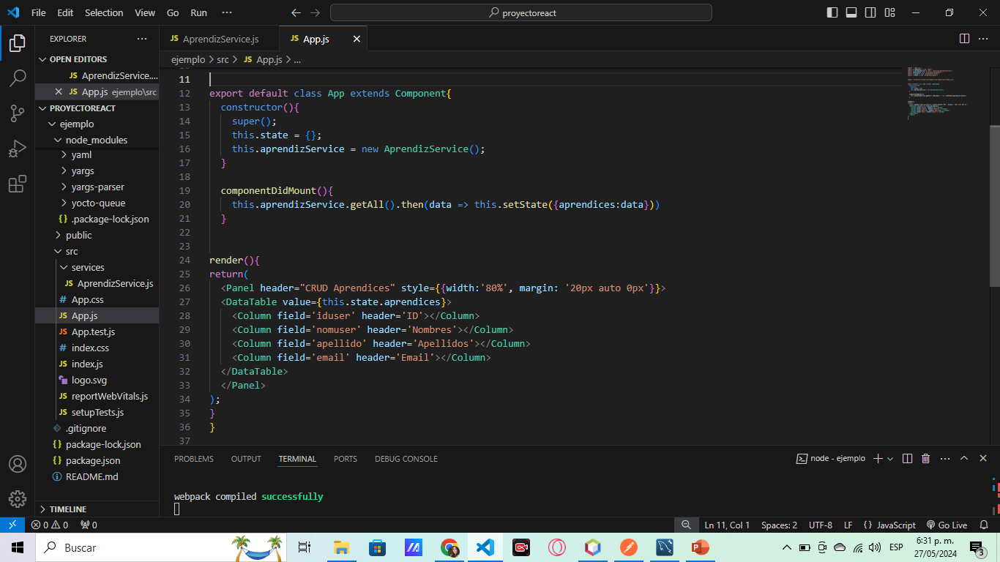 File Edit Selection View Go Run ··· proyectoreact
EXPLORER ···
OPEN EDITORS
AprendizService....
App.js ejemplo\src
PROYECTOREACT
ejemplo
node_modules
yaml
yargs
yargs-parser
yocto-queue
{} .package-lock.json
public
src
services
JS AprendizService.js
# App.css
JS App.js
JS App.test.js
# index.css
JS index.js
logo.svg
JS reportWebVitals.js
JS setupTests.js
.gitignore
{} package-lock.json
{} package.json
README.md
TIMELINE
JS AprendizService.js JS App.js
ejemplo > src > JS App.js > ...
11
12 export default class App extends Component{
13 constructor(){
14 super();
15 this.state = {};
16 this.aprendizService = new AprendizService();
17 }
18
19 componentDidMount(){
20 this.aprendizService.getAll().then(data => this.setState({aprendices:data}))
21 }
22
23
24 render(){
25 return(
26 <Panel header="CRUD Aprendices" style={{width:'80%', margin: '20px auto 0px'}}>
27 <DataTable value={this.state.aprendices}>
28 <Column field='iduser' header='ID'></Column>
29 <Column field='nomuser' header='Nombres'></Column>
30 <Column field='apellido' header='Apellidos'></Column>
31 <Column field='email' header='Email'></Column>
32 </DataTable>
33 </Panel>
34 );
35 }
36 }
37
PROBLEMS OUTPUT TERMINAL PORTS DEBUG CONSOLE node - ejemplo
webpack compiled successfully
0 0 0 Ln 11, Col 1 Spaces: 2 UTF-8 LF {} JavaScript Go Live
Buscar ESP 6:31 p. m.
27/05/2024 3